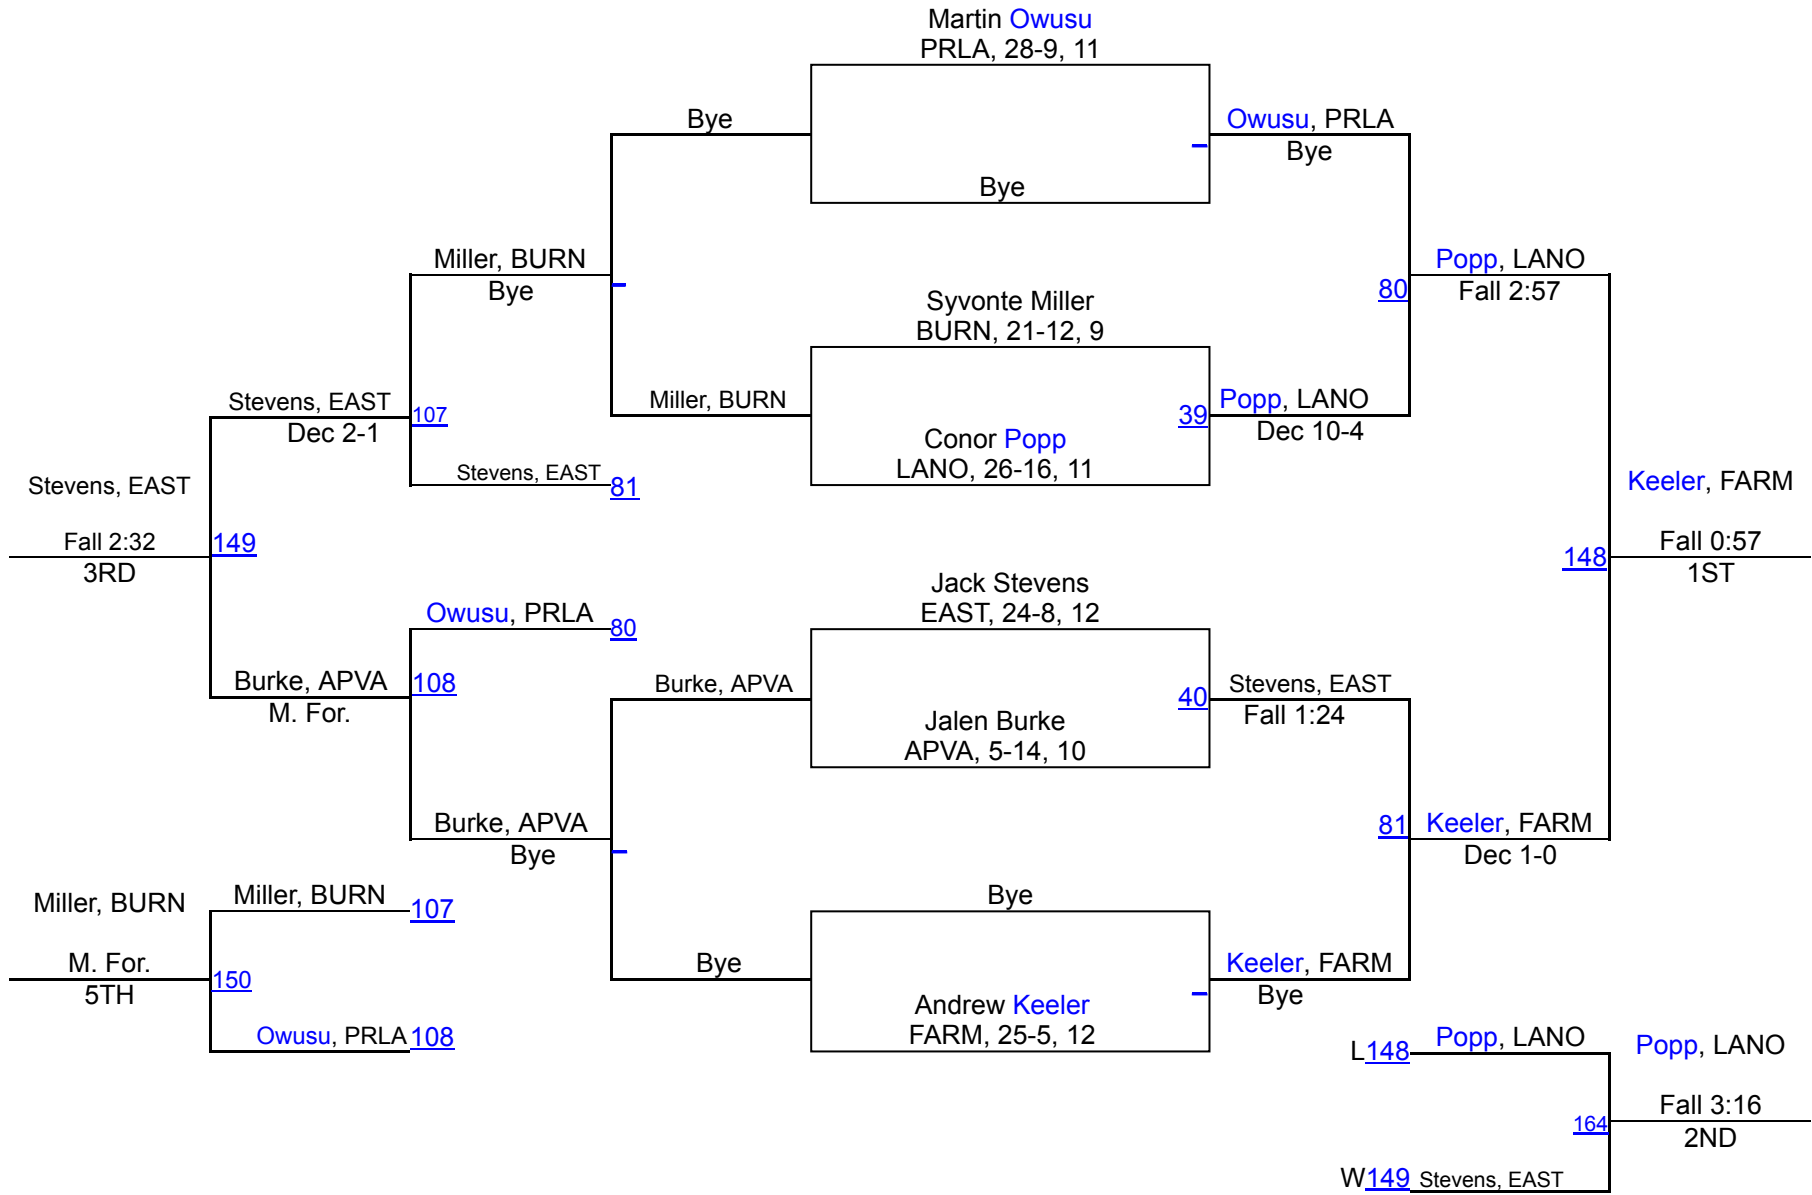 Martin Owusu
PRLA, 28-9, 11
Bye
Owusu, PRLA
Bye
Bye
Miller, BURN
Bye
Popp, LANO
80
Fall 2:57
Syvonte Miller
BURN, 21-12, 9
Stevens, EAST
107
Dec 2-1
Miller, BURN
39
Popp, LANO
Dec 10-4
Conor Popp
LANO, 26-16, 11
Stevens, EAST
81
Stevens, EAST
Keeler, FARM
Fall 2:32
149
3RD
148
Fall 0:57
1ST
Jack Stevens
EAST, 24-8, 12
Owusu, PRLA
80
Burke, APVA
108
M. For.
Burke, APVA
40
Stevens, EAST
Fall 1:24
Jalen Burke
APVA, 5-14, 10
Burke, APVA
Bye
81
Keeler, FARM
Dec 1-0
Miller, BURN
Miller, BURN
107
Bye
M. For.
150
5TH
Bye
Keeler, FARM
Bye
Andrew Keeler
FARM, 25-5, 12
Owusu, PRLA
108
L148
Popp, LANO
Popp, LANO
164
Fall 3:16
2ND
W149
Stevens, EAST